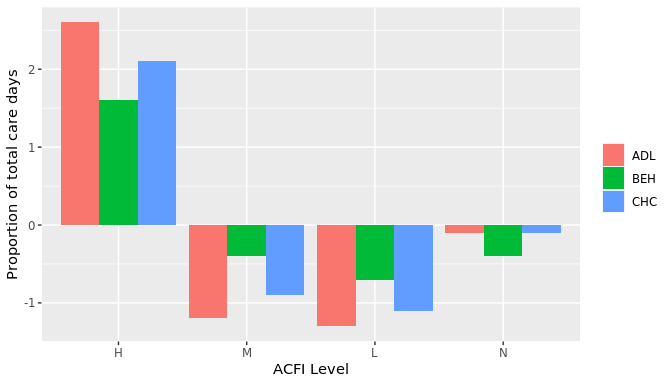 Proportion of total care days
2
1
0
-1
H M L N
ACFI Level
ADL
BEH
CHC